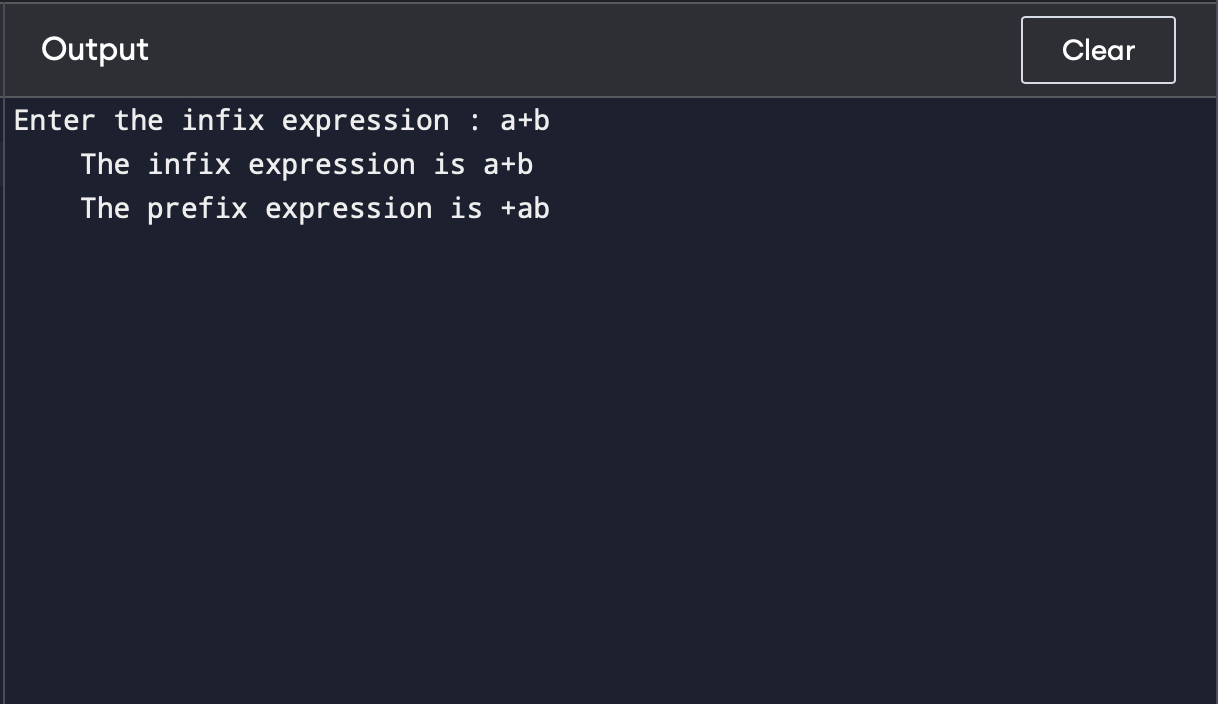 Output
Clear
Enter the infix expression : a+b
The infix expression is a+b
The prefix expression is +ab